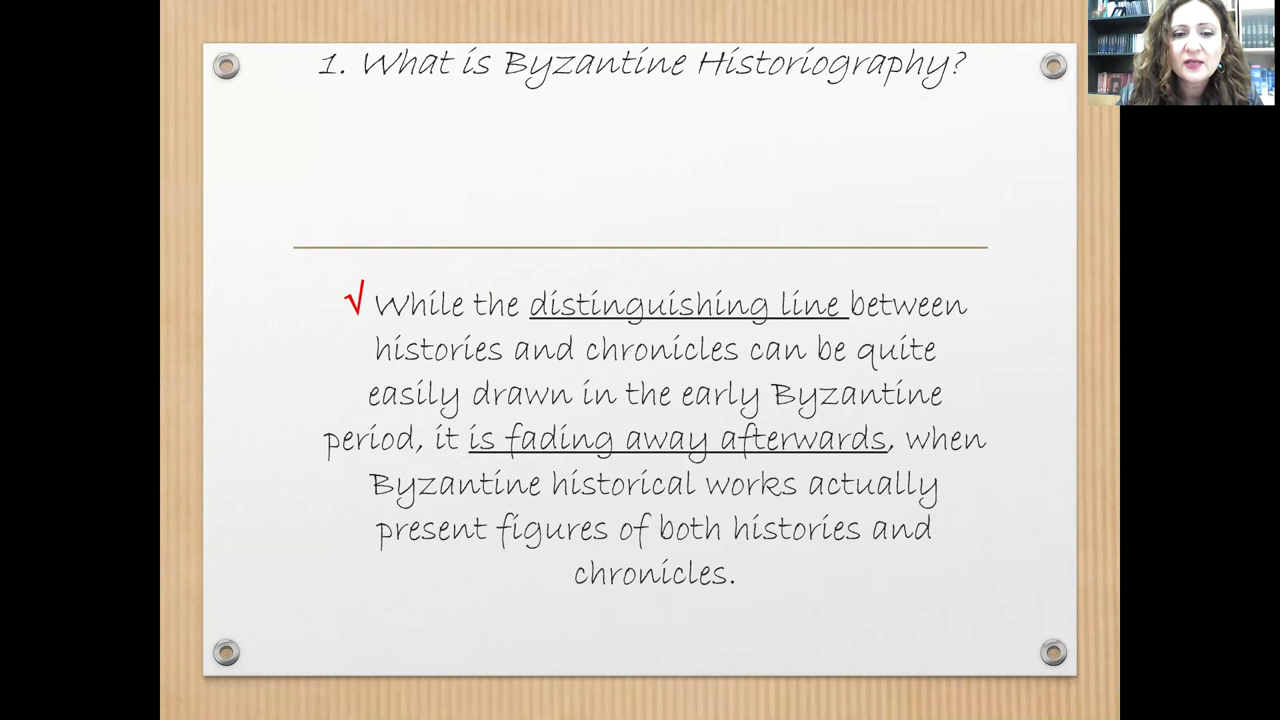 1. What is Byzantine Historiography?
√ While the distinguishing line between
histories and chronicles can be quite
easily drawn in the early Byzantine
period, it is fading away afterwards, when
Byzantine historical works actually
present figures of both histories and
chronicles.